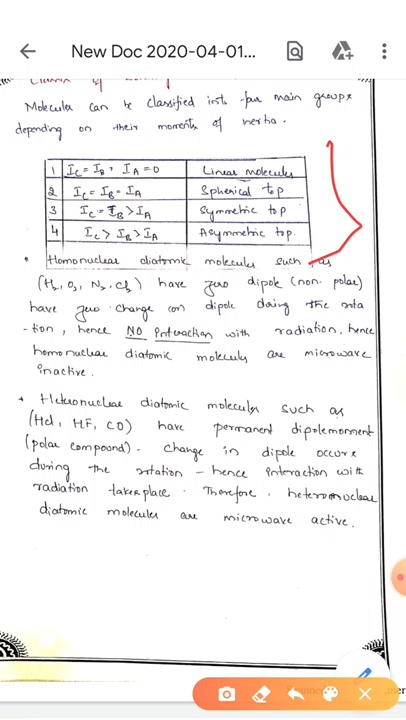 New Doc 2020-04-01...
Molecules can be classified into four main groups
depending on their moments of inertia.
1 IC = IB, IA = 0 Linear molecules
2 IC = IB = IA Spherical top
3 IC = IB > IA Symmetric top
4 IC > IB > IA Asymmetric top.
• Homonuclear diatomic molecules such as
(H2, O2, N2, Cl2) have zero dipole (non polar)
have zero change dipole during the rota
-tion, hence NO Interaction with radiation. hence
homonuclear diatomic molecules are microwave
inactive.
• Heteronuclear diatomic molecules such as
(Hcl, HF, CO) have permanent dipolemoment
(polar compound). change in dipole occurs
during the rotation - hence interaction with
radiation takes place. Therefore, heteronuclear
diatomic molecules are microwave active.